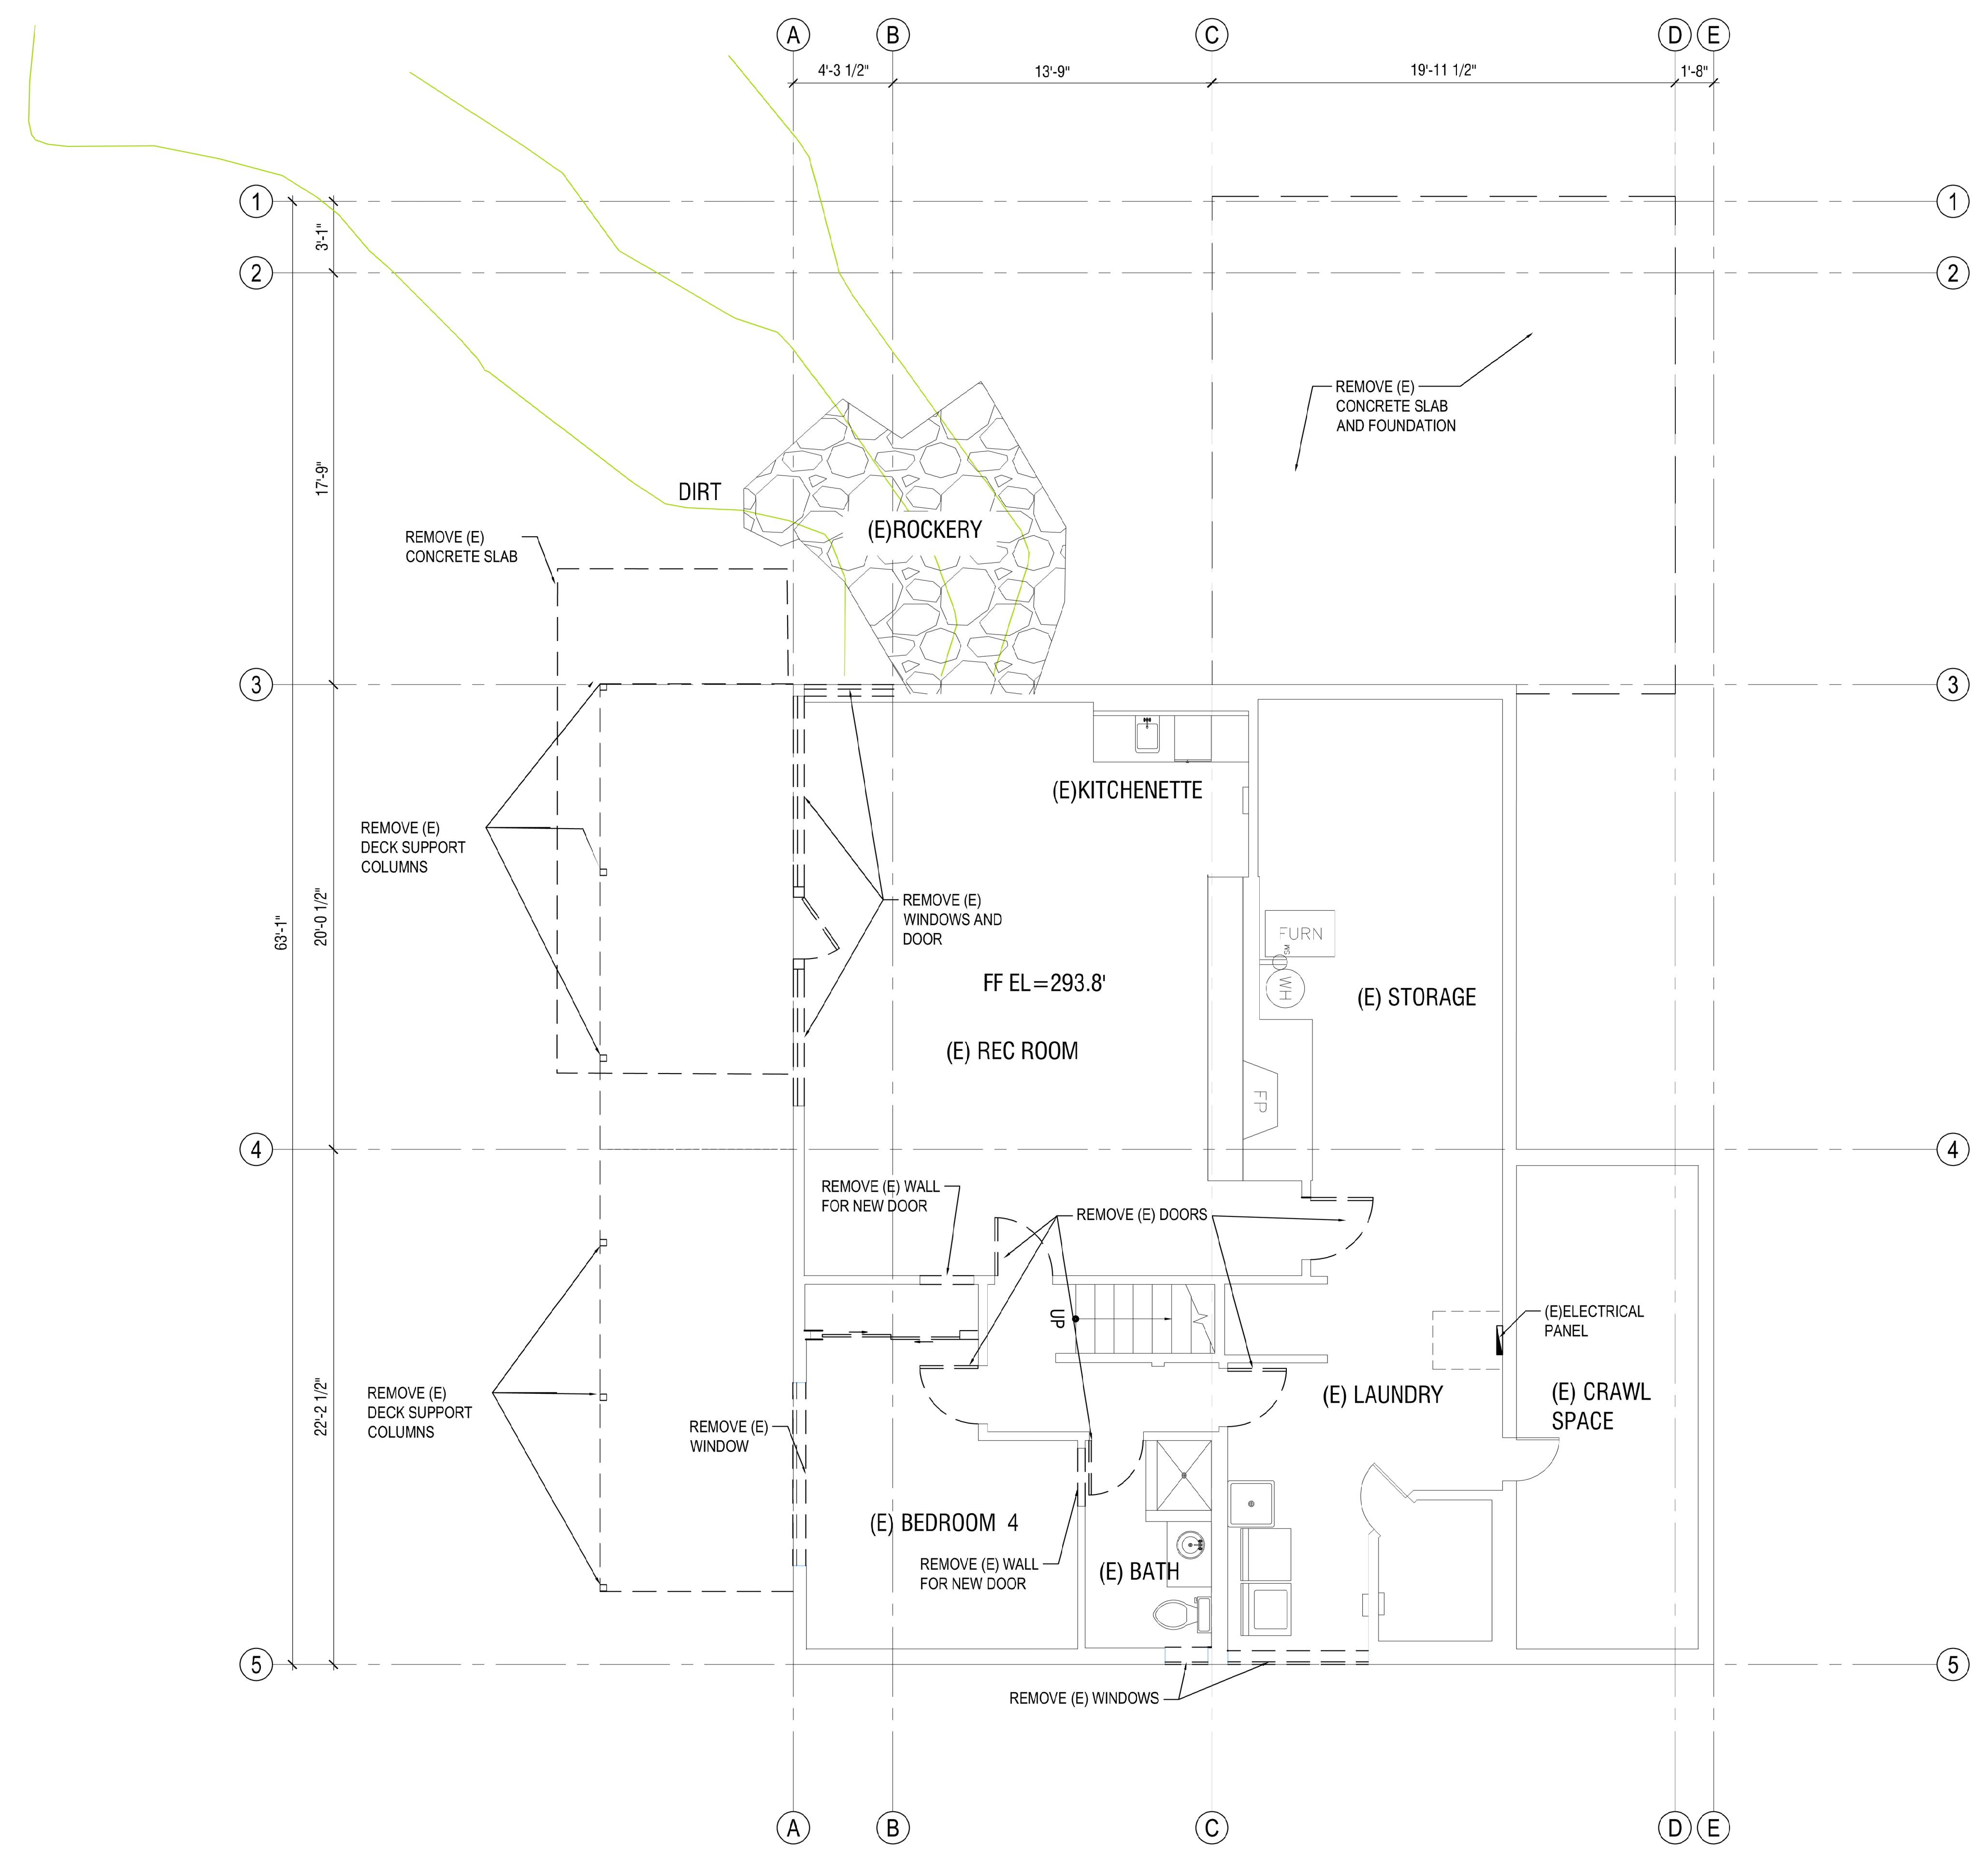 A
B
C
D
E
4'-3 1/2"
13'-9"
19'-11 1/2"
1'-8"
1
1
3'-1"
2
2
REMOVE (E)
CONCRETE SLAB
AND FOUNDATION
17'-9"
DIRT
(E)ROCKERY
REMOVE (E)
CONCRETE SLAB
3
3
(E)KITCHENETTE
REMOVE (E)
DECK SUPPORT
COLUMNS
63'-1"
20'-0 1/2"
REMOVE (E)
WINDOWS AND
DOOR
FURN
SM
WH
FF EL=293.8'
(E) STORAGE
(E) REC ROOM
FP
4
4
REMOVE (E) WALL
FOR NEW DOOR
REMOVE (E) DOORS
UP
(E)ELECTRICAL
PANEL
22'-2 1/2"
REMOVE (E)
DECK SUPPORT
COLUMNS
(E) LAUNDRY
(E) CRAWL
SPACE
REMOVE (E)
WINDOW
(E) BEDROOM 4
REMOVE (E) WALL
FOR NEW DOOR
(E) BATH
5
5
REMOVE (E) WINDOWS
A
B
C
D
E